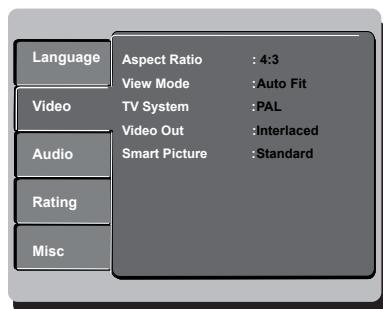 Language
Video
Audio
Rating
Misc
Aspect Ratio : 4:3
View Mode :Auto Fit
TV System :PAL
Video Out :Interlaced
Smart Picture :Standard